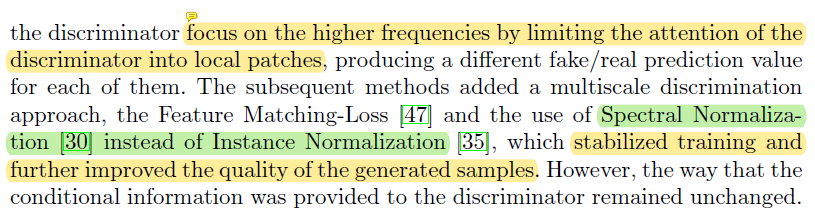 the discriminator focus on the higher frequencies by limiting the attention of the
discriminator into local patches, producing a different fake/real prediction value
for each of them. The subsequent methods added a multiscale discrimination
approach, the Feature Matching-Loss [47] and the use of Spectral Normaliza-
tion [30] instead of Instance Normalization [35], which stabilized training and
further improved the quality of the generated samples. However, the way that the
conditional information was provided to the discriminator remained unchanged.